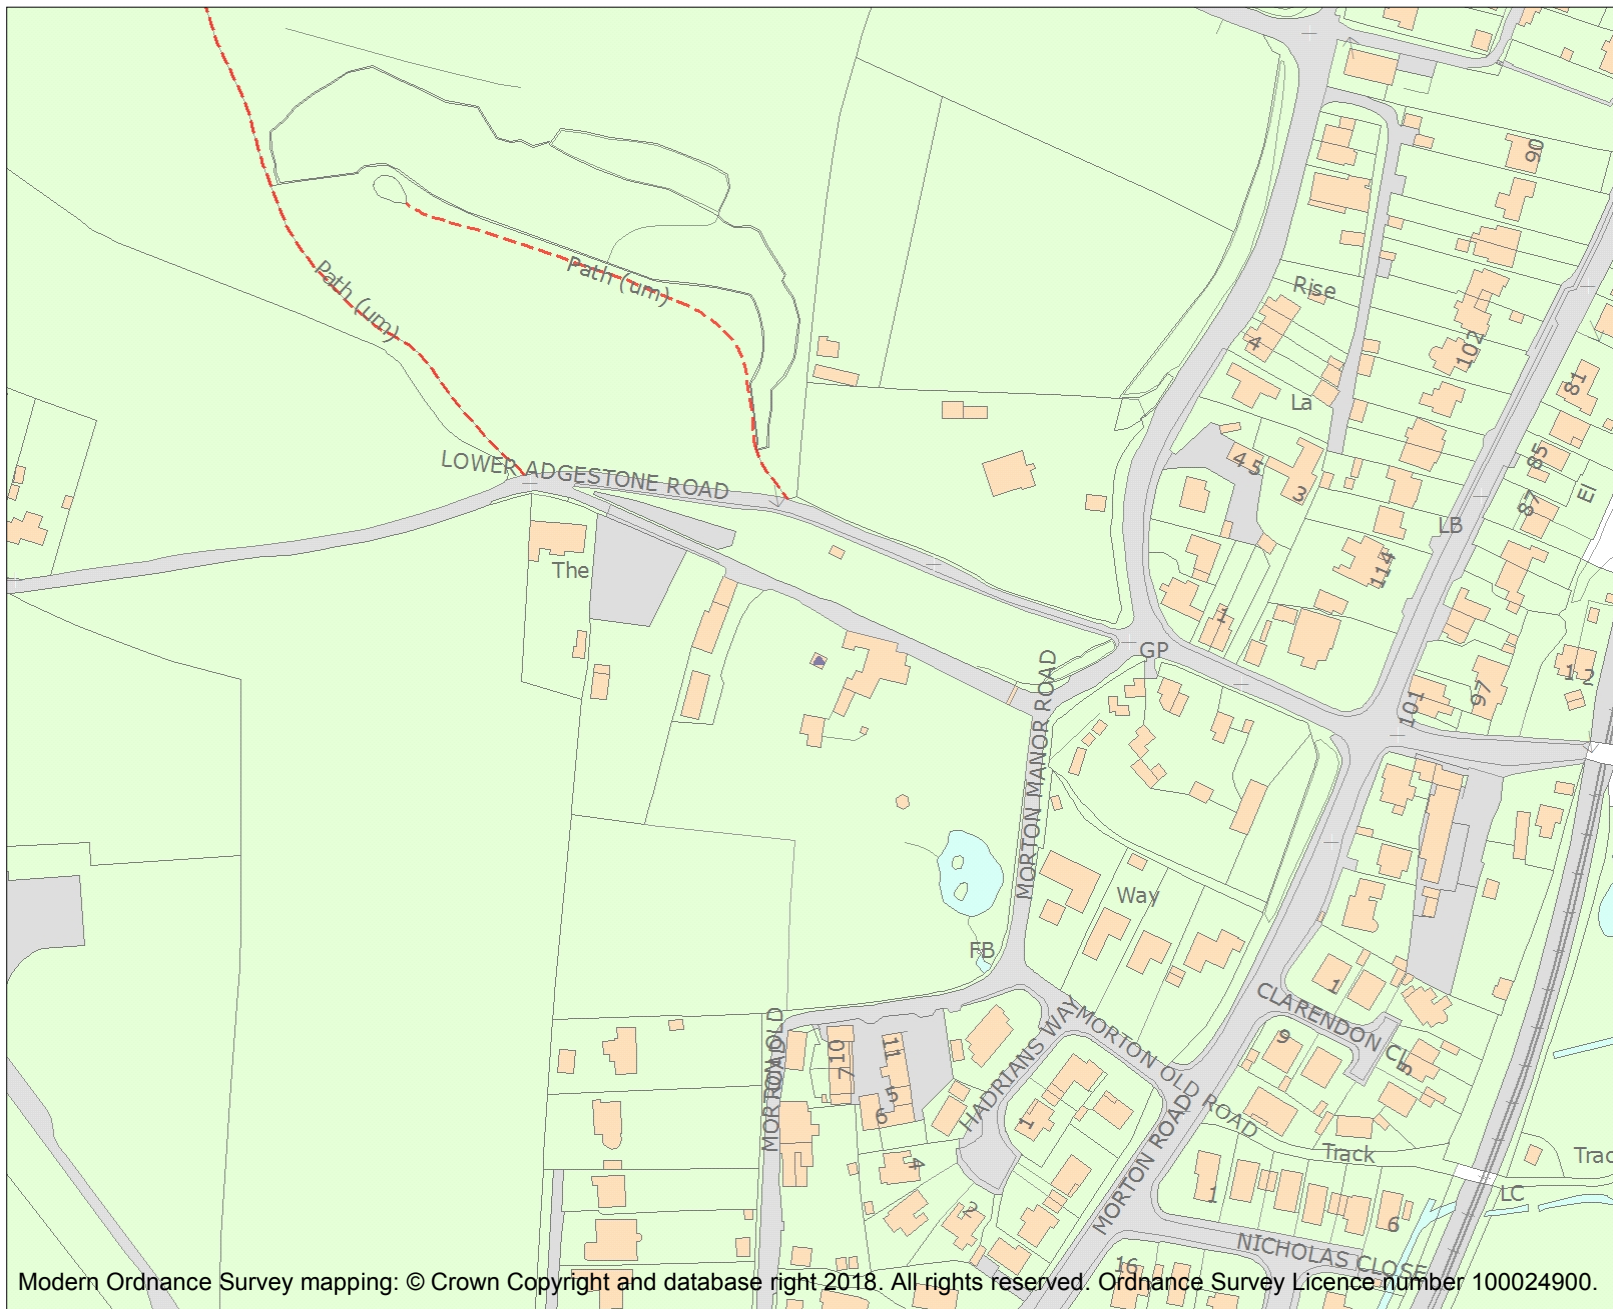 90
Path (um)
Path (um)
Rise
4
102
La
81
LOWER ADGESTONE ROAD
4 5
3
85
87
El
LB
The
114
1
GP
MORTON MANOR ROAD
101
97
1 2
Way
FB
CLARENDON CL
1
9
5
MORTON OLD
ROAD
10
7
11
5
6
HADRIANS WAY
MORTON OLD ROAD
1
4
2
MORTON ROAD
Track
Trac
LC
1
6
NICHOLAS CLOSE
16
Modern Ordnance Survey mapping: © Crown Copyright and database right 2018. All rights reserved. Ordnance Survey Licence number 100024900.